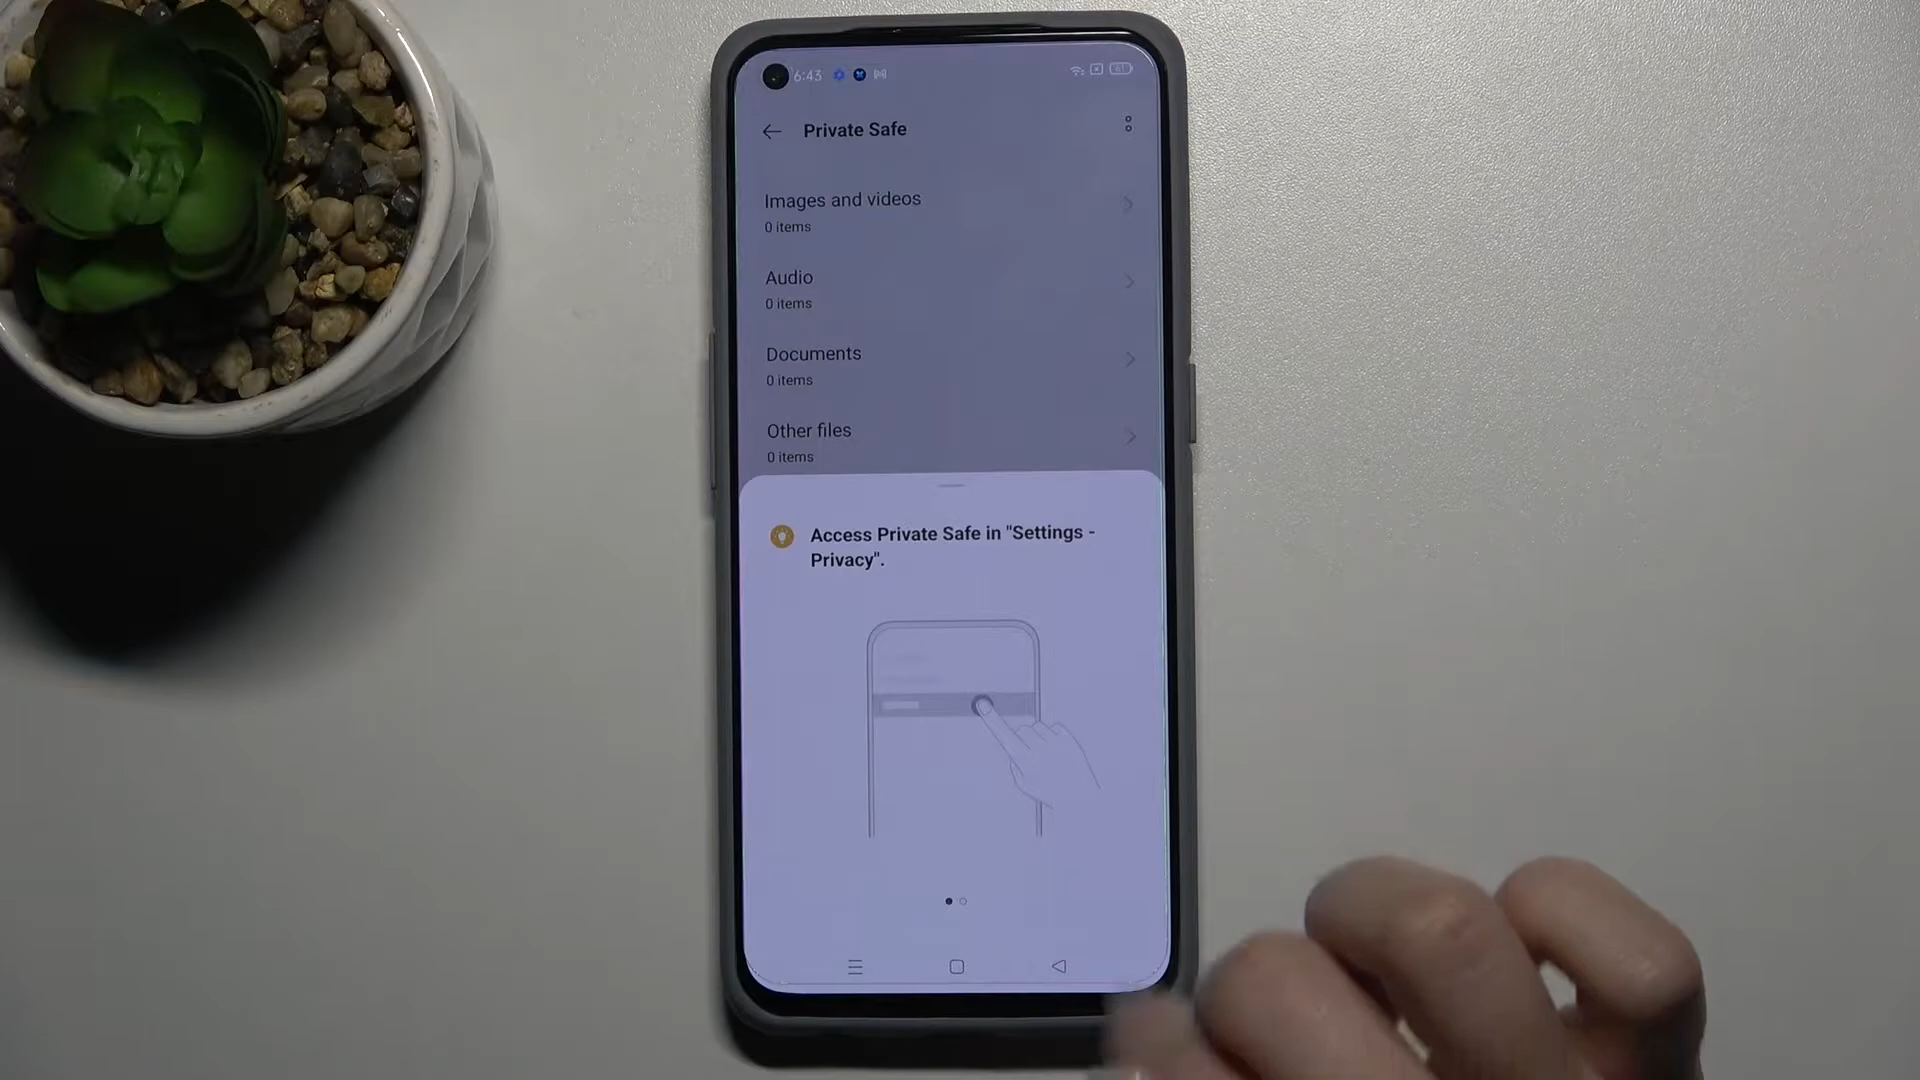 6:43
61
Private Safe
Images and videos
0 items
Audio
0 items
Documents
0 items
Other files
0 items
Access Private Safe in "Settings -
Privacy".